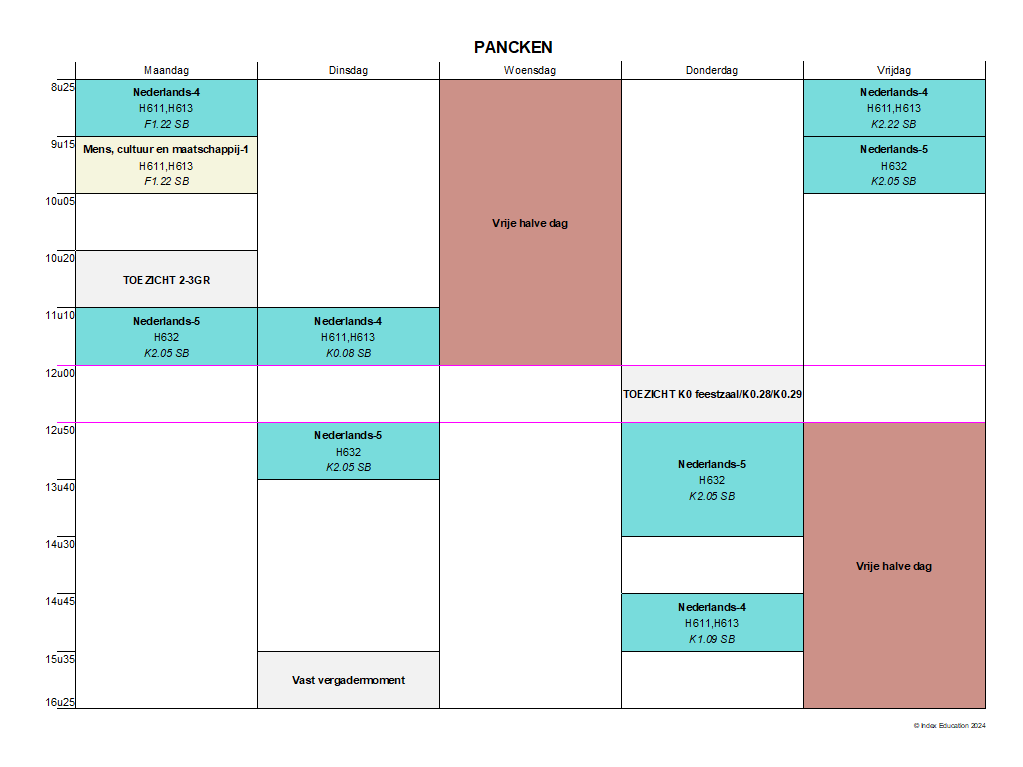 PANCKEN
Maandag Dinsdag Woensdag Donderdag Vrijdag
8u25
Nederlands-4
H611,H613
F1.22 SB
Nederlands-4
H611,H613
K2.22 SB
9u15
Mens, cultuur en maatschappij-1
H611,H613
F1.22 SB
Nederlands-5
H632
K2.05 SB
10u05
Vrije halve dag
10u20
TOEZICHT 2-3GR
11u10
Nederlands-5
H632
K2.05 SB
Nederlands-4
H611,H613
K0.08 SB
12u00
TOEZICHT K0 feestzaal/K0.28/K0.29
12u50
Nederlands-5
H632
K2.05 SB
Nederlands-5
H632
K2.05 SB
13u40
14u30
Vrije halve dag
14u45
Nederlands-4
H611,H613
K1.09 SB
15u35
Vast vergadermoment
16u25
© Index Education 2024